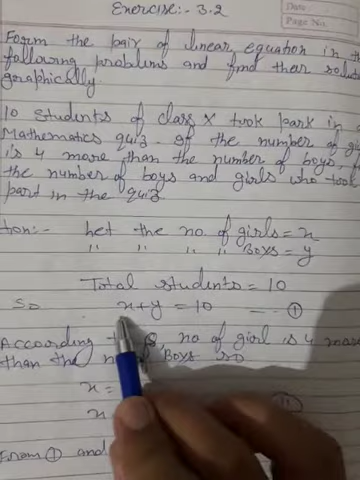 Exercise:- 3.2
Date
Page No.
Form the pair of linear equation in the
following problems and find their
graphically.
10 students of class X took park in a
Mathematics quiz. If the number of
is 4 more than the number of boys,
the number of boys and girls who took
part in the quiz
tion:- Let the no. of girls = x
" " " " Boys = y
Total students = 10
So x+y = 10 — ①
According no of girl is 4 more
than the of Boys so
x =
x
From ① and